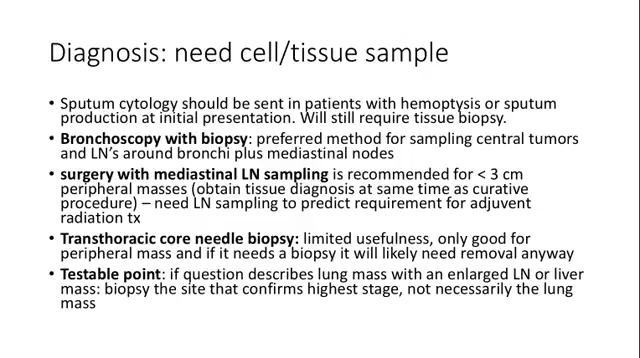 Diagnosis: need cell/tissue sample
• Sputum cytology should be sent in patients with hemoptysis or sputum
production at initial presentation. Will still require tissue biopsy.
• Bronchoscopy with biopsy: preferred method for sampling central tumors
and LN's around bronchi plus mediastinal nodes
• surgery with mediastinal LN sampling is recommended for < 3 cm
peripheral masses (obtain tissue diagnosis at same time as curative
procedure) – need LN sampling to predict requirement for adjuvent
radiation tx
• Transthoracic core needle biopsy: limited usefulness, only good for
peripheral mass and if it needs a biopsy it will likely need removal anyway
• Testable point: if question describes lung mass with an enlarged LN or liver
mass: biopsy the site that confirms highest stage, not necessarily the lung
mass